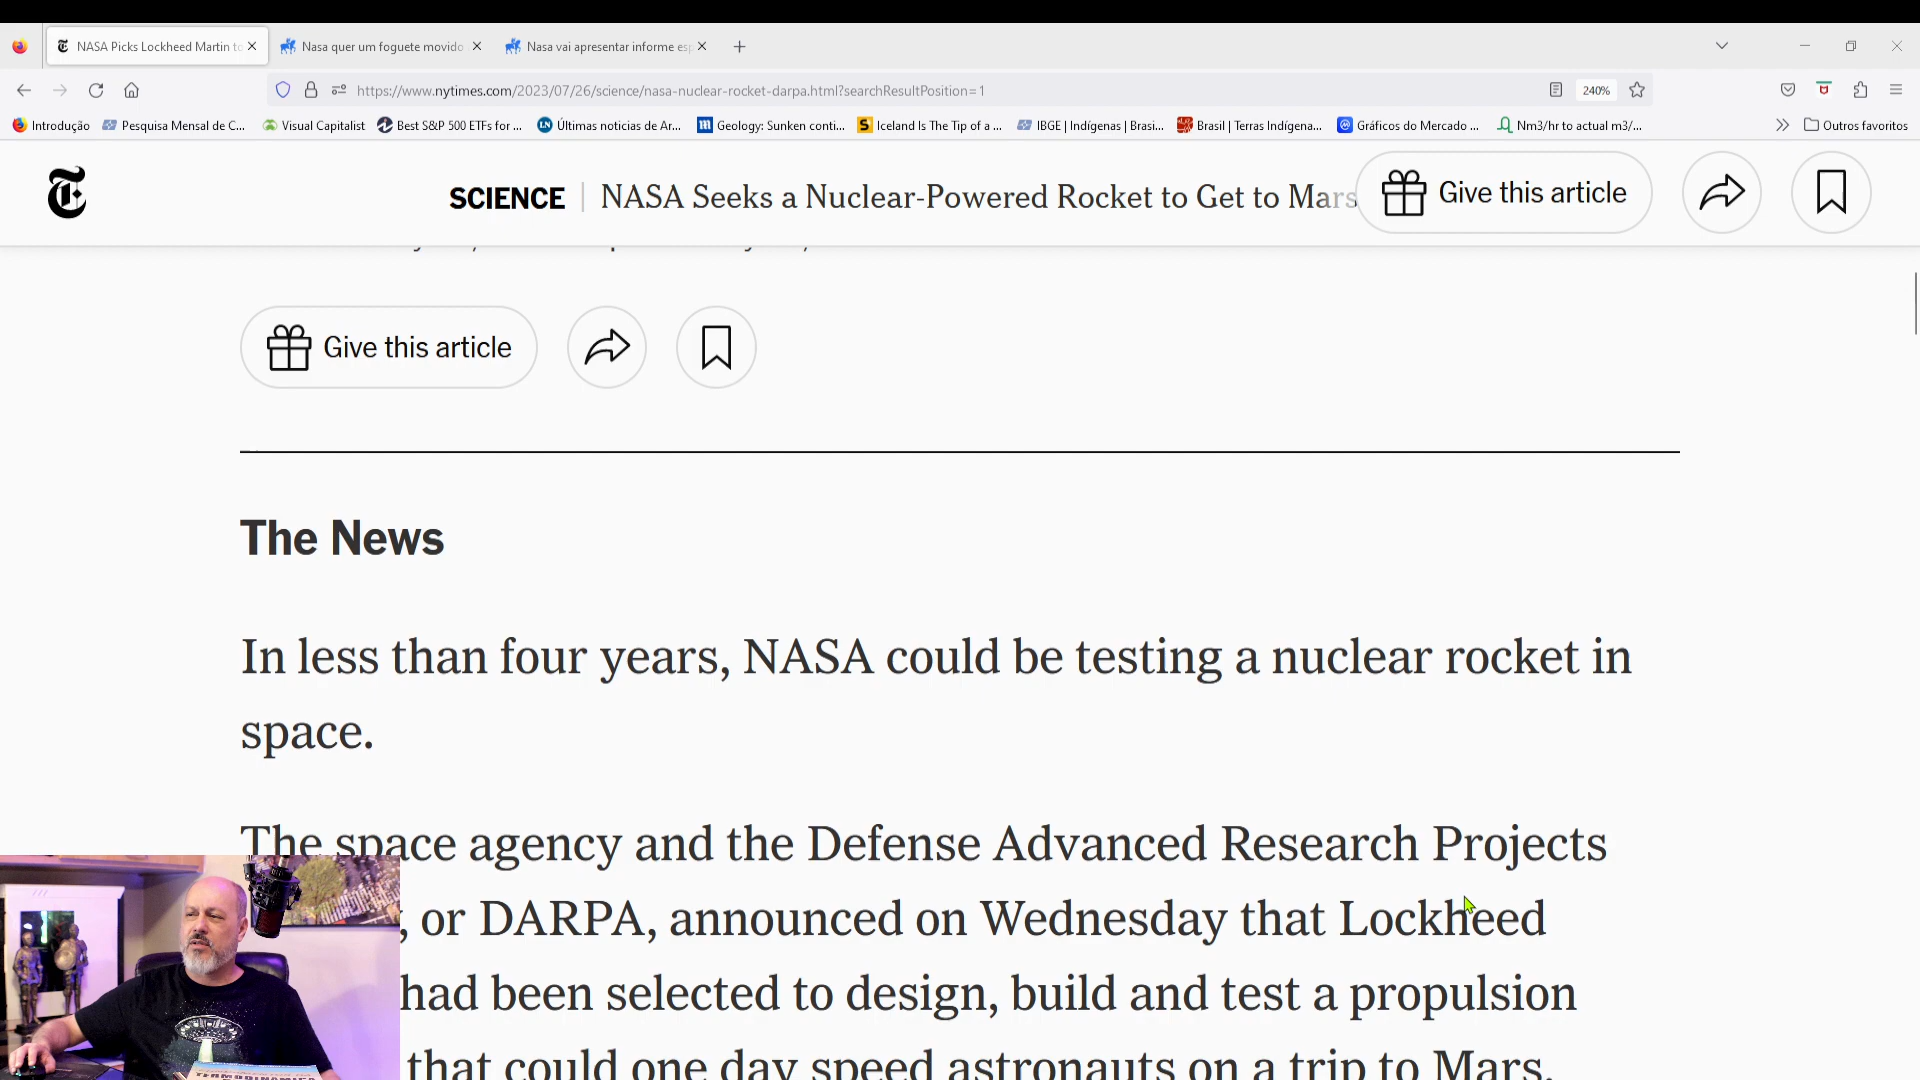 NASA Picks Lockheed Martin to
Nasa quer um foguete movido
Nasa vai apresentar informe esp
https://www.nytimes.com/2023/07/26/science/nasa-nuclear-rocket-darpa.html?searchResultPosition=1
240%
Introdução
Pesquisa Mensal de C...
Visual Capitalist
Best S&P 500 ETFs for ...
LN
Últimas noticias de Ar...
Geology: Sunken conti...
S
Iceland Is The Tip of a ...
IBGE | Indígenas | Brasi...
Brasil | Terras Indígena...
Gráficos do Mercado ...
Nm3/hr to actual m3/...
Outros favoritos
SCIENCE | NASA Seeks a Nuclear-Powered Rocket to Get to Mars
Give this article
Give this article
The News
In less than four years, NASA could be testing a nuclear rocket in
space.
The space agency and the Defense Advanced Research Projects
, or DARPA, announced on Wednesday that Lockheed
had been selected to design, build and test a propulsion
that could one day speed astronauts on a trip to Mars.
TERMODINÂMICA